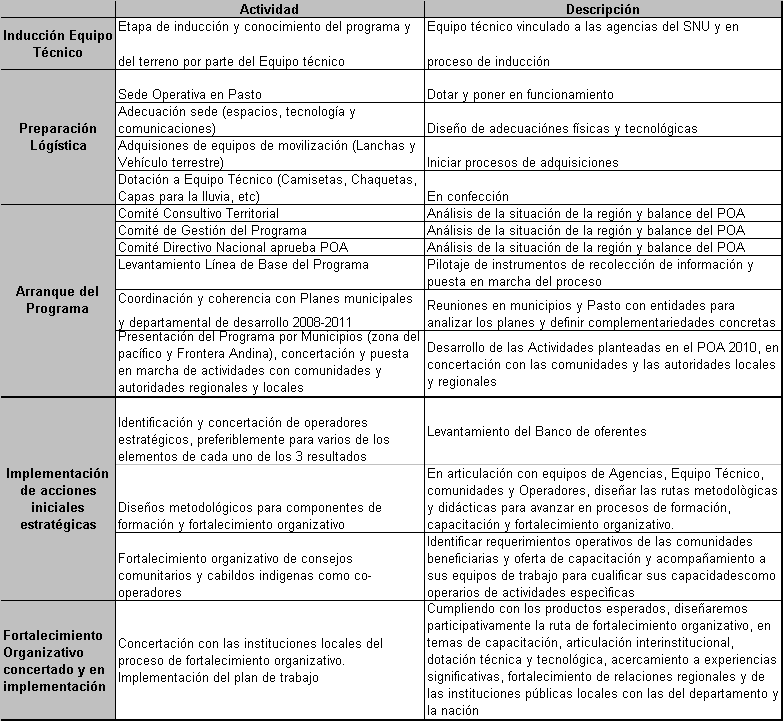 Actividad
Descripción
Inducción Equipo
Técnico
Etapa de inducción y conocimiento del programa y
del terreno por parte del Equipo técnico
Equipo técnico vinculado a las agencias del SNU y en
proceso de inducción
Preparación
Lógística
Sede Operativa en Pasto
Dotar y poner en funcionamiento
Adecuación sede (espacios, tecnología y
comunicaciones)
Diseño de adecuaciónes físicas y tecnológicas
Adquisiones de equipos de movilización (Lanchas y
Vehículo terrestre)
Iniciar procesos de adquisiciones
Dotación a Equipo Técnico (Camisetas, Chaquetas,
Capas para la lluvia, etc)
En confección
Arranque del
Programa
Comité Consultivo Territorial
Análisis de la situación de la región y balance del POA
Comité de Gestión del Programa
Análisis de la situación de la región y balance del POA
Comité Directivo Nacional aprueba POA
Análisis de la situación de la región y balance del POA
Levantamiento Línea de Base del Programa
Pilotaje de instrumentos de recolección de información y
puesta en marcha del proceso
Coordinación y coherencia con Planes municipales
y departamental de desarrollo 2008-2011
Reuniones en municipios y Pasto con entidades para
analizar los planes y definir complementariedades concretas
Presentación del Programa por Municipios (zona del
pacífico y Frontera Andina), concertación y puesta
en marcha de actividades con comunidades y
autoridades regionales y locales
Desarrollo de las Actividades planteadas en el POA 2010, en
concertación con las comunidades y las autoridades locales
y regionales
Implementación
de acciones
iniciales
estratégicas
Identificación y concertación de operadores
estratégicos, preferiblemente para varios de los
elementos de cada uno de los 3 resultados
Levantamiento del Banco de oferentes
Diseños metodológicos para componentes de
formación y fortalecimiento organizativo
En articulación con equipos de Agencias, Equipo Técnico,
comunidades y Operadores, diseñar las rutas metodológicas
y didácticas para avanzar en procesos de formación,
capacitación y fortalecimiento organizativo.
Fortalecimiento organizativo de consejos
comunitarios y cabildos indigenas como co-
operadores
Identificar requerimientos operativos de las comunidades
beneficiarias y oferta de capacitación y acompañamiento a
sus equipos de trabajo para cualificar sus capacidadescomo
operarios de actividades específicas
Fortalecimiento
Organizativo
concertado y en
implementación
Concertación con las instituciones locales del
proceso de fortalecimiento organizativo.
Implementación del plan de trabajo
Cumpliendo con los productos esperados, diseñaremos
participativamente la ruta de fortalecimiento organizativo, en
temas de capacitación, articulación interinstitucional,
dotación técnica y tecnológica, acercamiento a experiencias
significativas, fortalecimiento de relaciones regionales y de
las instituciones públicas locales con las del departamento y
la nación